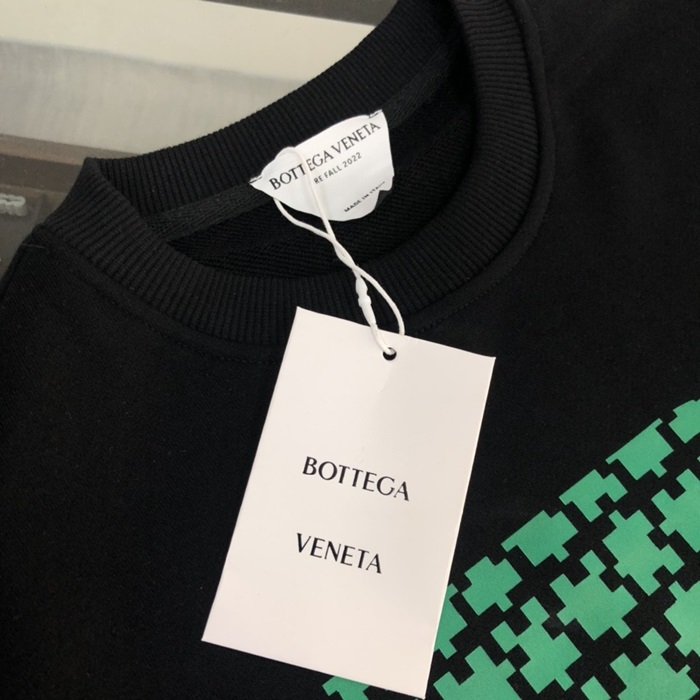 BOTTEGA VENETA
RE FALL 2022
MADE IN ITALY
BOTTEGA
VENETA